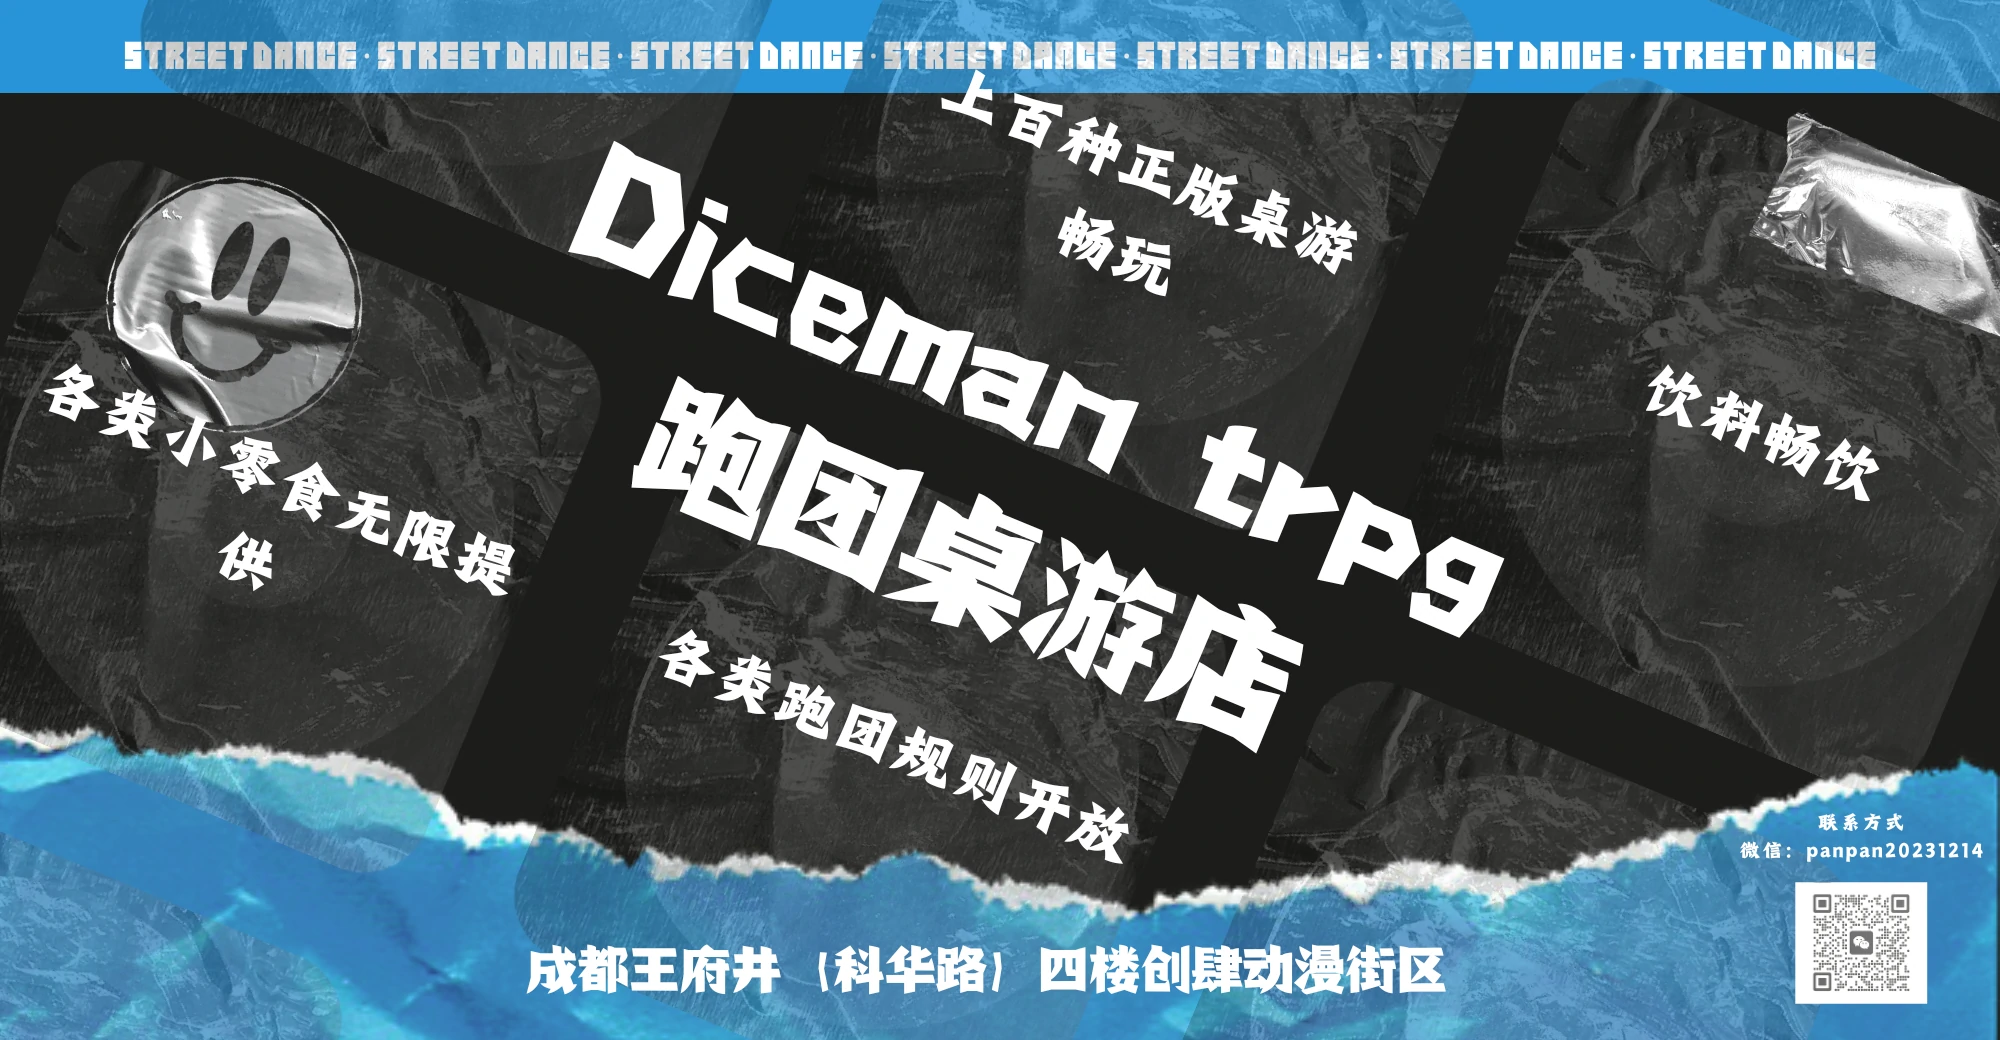 STREET DANCE · STREET DANCE · STREET DANCE · STREET DANCE · STREET DANCE · STREET DANCE · STREET DANCE
上百种正版桌游
畅玩
Diceman trpg
跑团桌游店
各类小零食无限提
供
饮料畅饮
各类跑团规则开放
联系方式
微信：panpan20231214
成都王府井（科华路）四楼创肆动漫街区